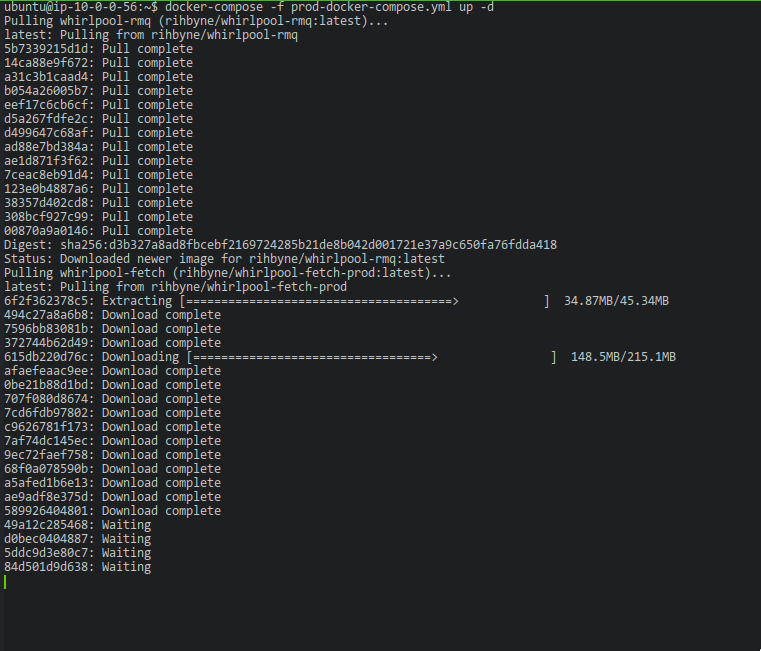 ubuntu@ip-10-0-0-56:~$ docker-compose -f prod-docker-compose.yml up -d
Pulling whirlpool-rmq (rihbyne/whirlpool-rmq:latest)...
latest: Pulling from rihbyne/whirlpool-rmq
5b7339215d1d: Pull complete
14ca88e9f672: Pull complete
a31c3b1caad4: Pull complete
b054a26005b7: Pull complete
eef17c6cb6cf: Pull complete
d5a267fdfe2c: Pull complete
d499647c68af: Pull complete
ad88e7bd384a: Pull complete
ae1d871f3f62: Pull complete
7ceac8eb91d4: Pull complete
123e0b4887a6: Pull complete
38357d402cd8: Pull complete
308bcf927c99: Pull complete
00870a9a0146: Pull complete
Digest: sha256:d3b327a8ad8fbcebf2169724285b21de8b042d001721e37a9c650fa76fdda418
Status: Downloaded newer image for rihbyne/whirlpool-rmq:latest
Pulling whirlpool-fetch (rihbyne/whirlpool-fetch-prod:latest)...
latest: Pulling from rihbyne/whirlpool-fetch-prod
6f2f362378c5: Extracting [======================================>            ]  34.87MB/45.34MB
494c27a8a6b8: Download complete
7596bb83081b: Download complete
372744b62d49: Download complete
615db220d76c: Downloading [==================================>                ]  148.5MB/215.1MB
afaefeaac9ee: Download complete
0be21b88d1bd: Download complete
707f080d8674: Download complete
7cd6fdb97802: Download complete
c9626781f173: Download complete
7af74dc145ec: Download complete
9ec72faef758: Download complete
68f0a078590b: Download complete
a5afed1b6e13: Download complete
ae9adf8e375d: Download complete
589926404801: Download complete
49a12c285468: Waiting
d0bec0404887: Waiting
5ddc9d3e80c7: Waiting
84d501d9d638: Waiting